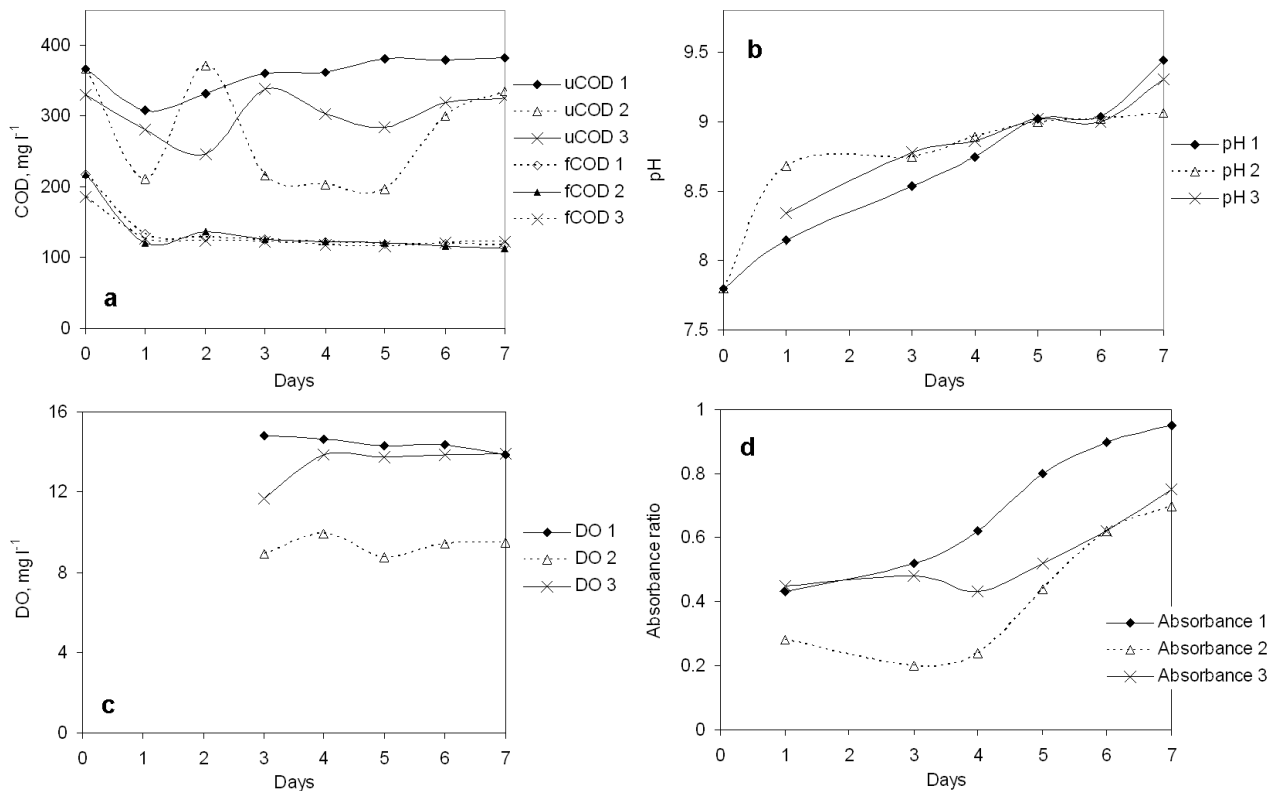 400
300
200
100
0
COD, mg l⁻¹
0 1 2 3 4 5 6 7
Days
a
uCOD 1
uCOD 2
uCOD 3
fCOD 1
fCOD 2
fCOD 3
9.5
9
8.5
8
7.5
pH
0 1 2 3 4 5 6 7
Days
b
pH 1
pH 2
pH 3
16
12
8
4
0
DO, mg l⁻¹
0 1 2 3 4 5 6 7
Days
c
DO 1
DO 2
DO 3
1
0.8
0.6
0.4
0.2
0
Absorbance ratio
0 1 2 3 4 5 6 7
Days
d
Absorbance 1
Absorbance 2
Absorbance 3